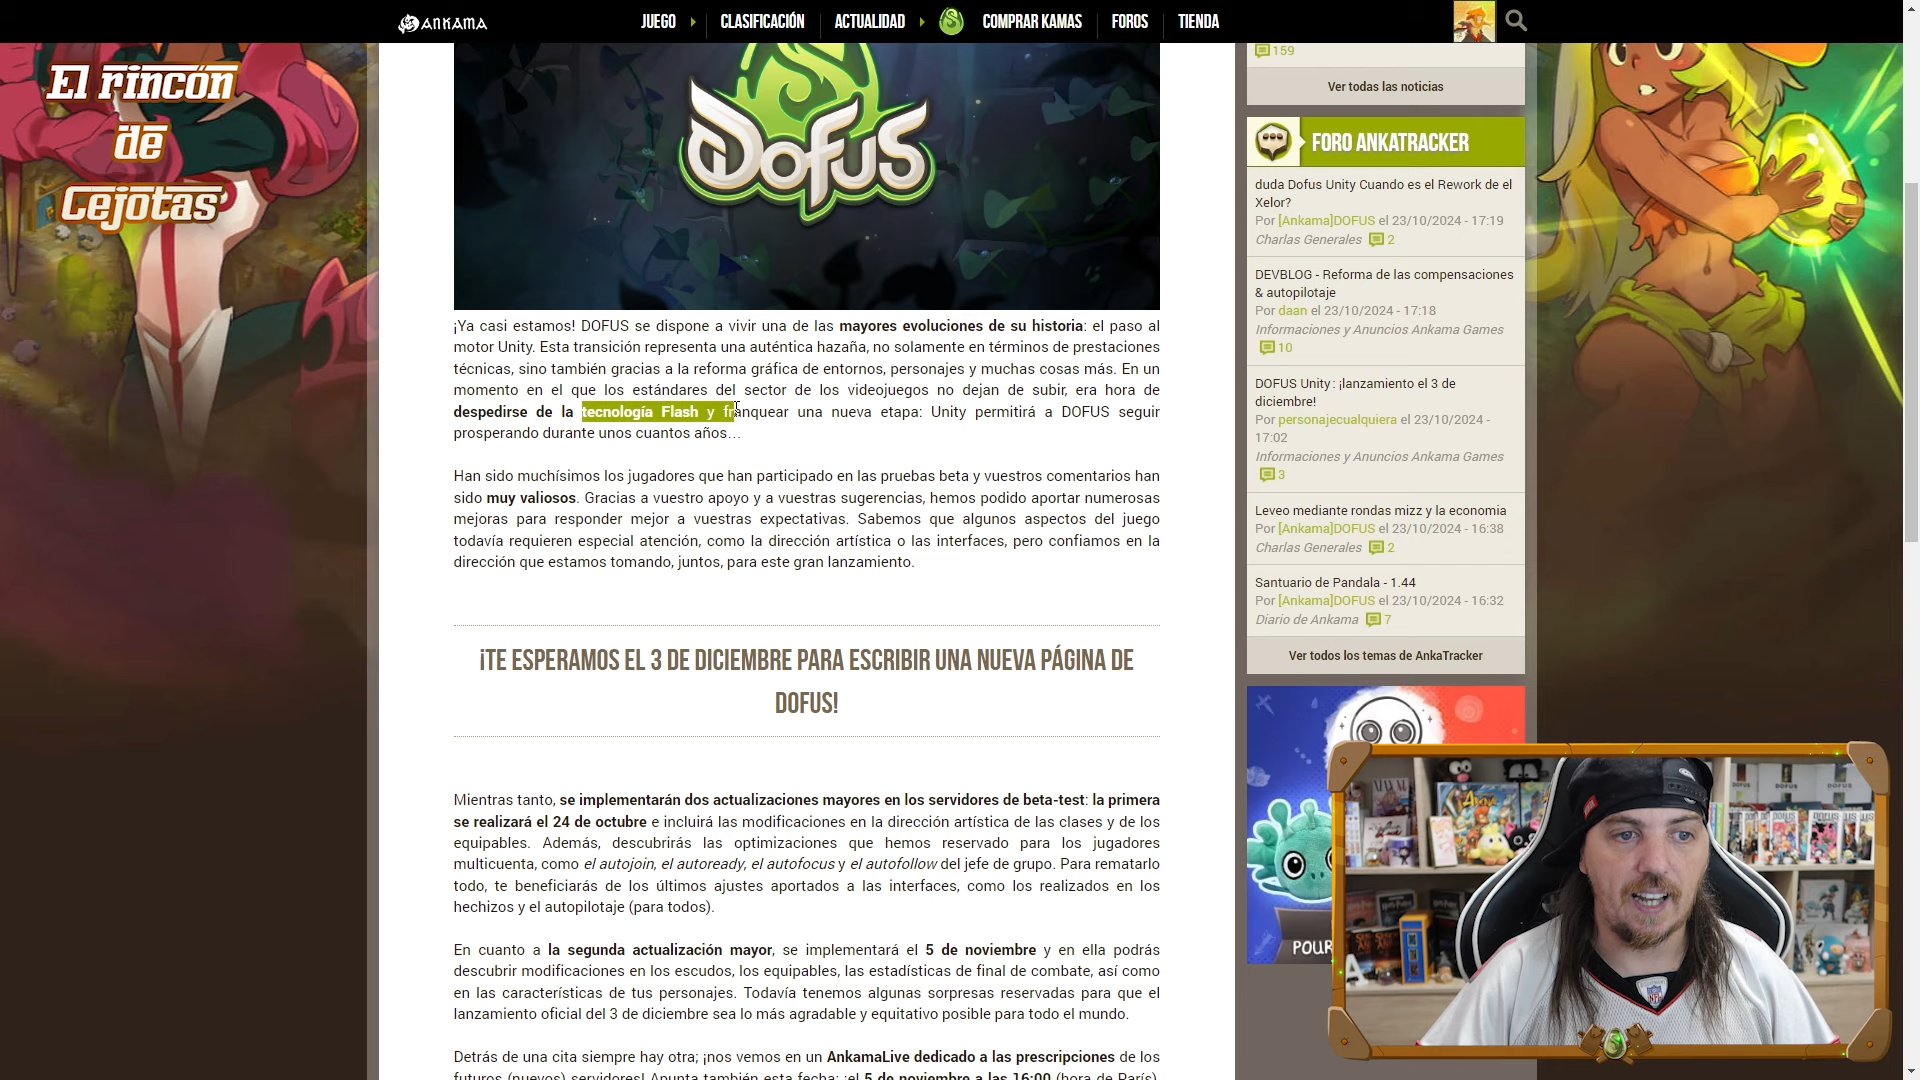 ANKAMA
JUEGO
CLASIFICACIÓN
ACTUALIDAD
COMPRAR KAMAS
FOROS
TIENDA
El rincón
de
Cejotas
DOFUS
¡Ya casi estamos! DOFUS se dispone a vivir una de las mayores evoluciones de su historia: el paso al
motor Unity. Esta transición representa una auténtica hazaña, no solamente en términos de prestaciones
técnicas, sino también gracias a la reforma gráfica de entornos, personajes y muchas cosas más. En un
momento en el que los estándares del sector de los videojuegos no dejan de subir, era hora de
despedirse de la tecnología Flash y franquear una nueva etapa: Unity permitirá a DOFUS seguir
prosperando durante unos cuantos años…
Han sido muchísimos los jugadores que han participado en las pruebas beta y vuestros comentarios han
sido muy valiosos. Gracias a vuestro apoyo y a vuestras sugerencias, hemos podido aportar numerosas
mejoras para responder mejor a vuestras expectativas. Sabemos que algunos aspectos del juego
todavía requieren especial atención, como la dirección artística o las interfaces, pero confiamos en la
dirección que estamos tomando, juntos, para este gran lanzamiento.
¡TE ESPERAMOS EL 3 DE DICIEMBRE PARA ESCRIBIR UNA NUEVA PÁGINA DE
DOFUS!
Mientras tanto, se implementarán dos actualizaciones mayores en los servidores de beta-test: la primera
se realizará el 24 de octubre e incluirá las modificaciones en la dirección artística de las clases y de los
equipables. Además, descubrirás las optimizaciones que hemos reservado para los jugadores
multicuenta, como el autojoin, el autoready, el autofocus y el autofollow del jefe de grupo. Para rematarlo
todo, te beneficiarás de los últimos ajustes aportados a las interfaces, como los realizados en los
hechizos y el autopilotaje (para todos).
En cuanto a la segunda actualización mayor, se implementará el 5 de noviembre y en ella podrás
descubrir modificaciones en los escudos, los equipables, las estadísticas de final de combate, así como
en las características de tus personajes. Todavía tenemos algunas sorpresas reservadas para que el
lanzamiento oficial del 3 de diciembre sea lo más agradable y equitativo posible para todo el mundo.
Detrás de una cita siempre hay otra; ¡nos vemos en un AnkamaLive dedicado a las prescripciones de los
futuros (nuevos) servidores! Apunta también esta fecha: ¡el 5 de noviembre a las 16:00 (hora de París),
159
Ver todas las noticias
FORO ANKATRACKER
duda Dofus Unity Cuando es el Rework de el
Xelor?
Por [Ankama]DOFUS el 23/10/2024 - 17:19
Charlas Generales 2
DEVBLOG - Reforma de las compensaciones
& autopilotaje
Por daan el 23/10/2024 - 17:18
Informaciones y Anuncios Ankama Games
10
DOFUS Unity : ¡lanzamiento el 3 de
diciembre!
Por personajecualquiera el 23/10/2024 -
17:02
Informaciones y Anuncios Ankama Games
3
Leveo mediante rondas mizz y la economia
Por [Ankama]DOFUS el 23/10/2024 - 16:38
Charlas Generales 2
Santuario de Pandala - 1.44
Por [Ankama]DOFUS el 23/10/2024 - 16:32
Diario de Ankama 7
Ver todos los temas de AnkaTracker
POUR
NFL